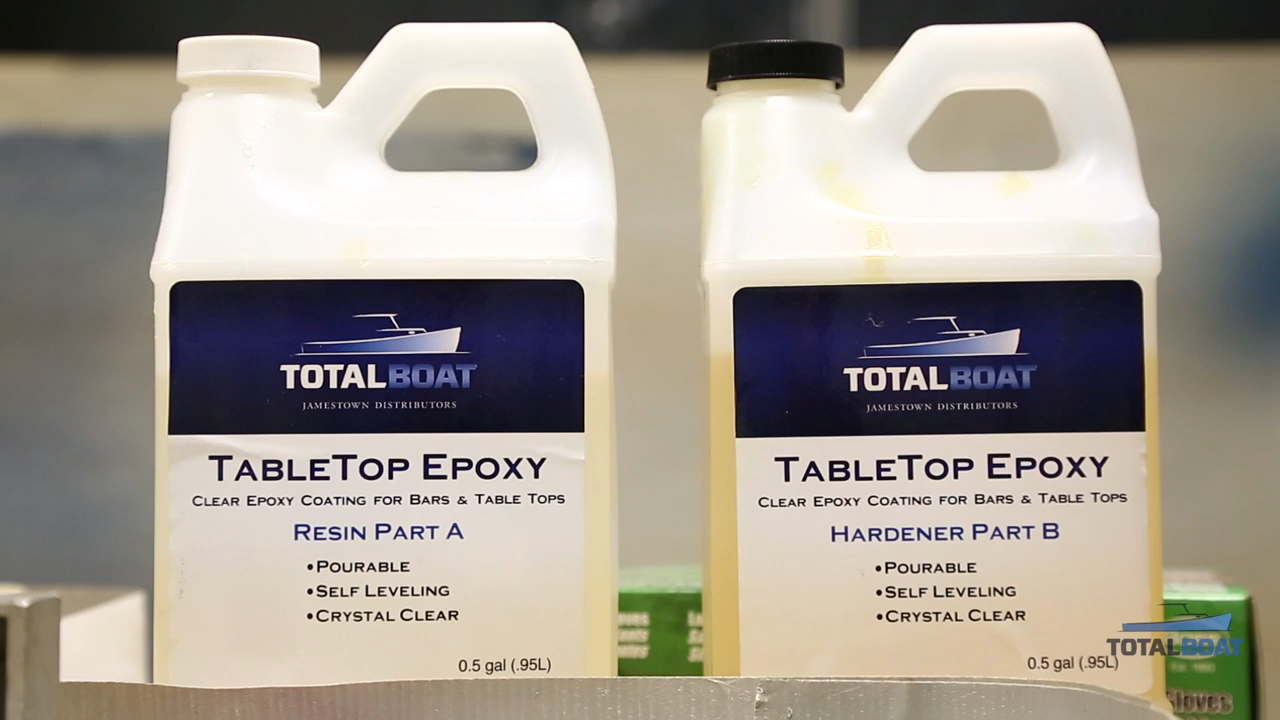 TOTALBOAT
JAMESTOWN DISTRIBUTORS
TABLETOP EPOXY
CLEAR EPOXY COATING FOR BARS & TABLE TOPS
RESIN PART A
•POURABLE
•SELF LEVELING
•CRYSTAL CLEAR
0.5 gal (.95L)
TOTALBOAT
JAMESTOWN DISTRIBUTORS
TABLETOP EPOXY
CLEAR EPOXY COATING FOR BARS & TABLE TOPS
HARDENER PART B
•POURABLE
•SELF LEVELING
•CRYSTAL CLEAR
0.5 gal (.95L)
TOTALBOAT
Gloves